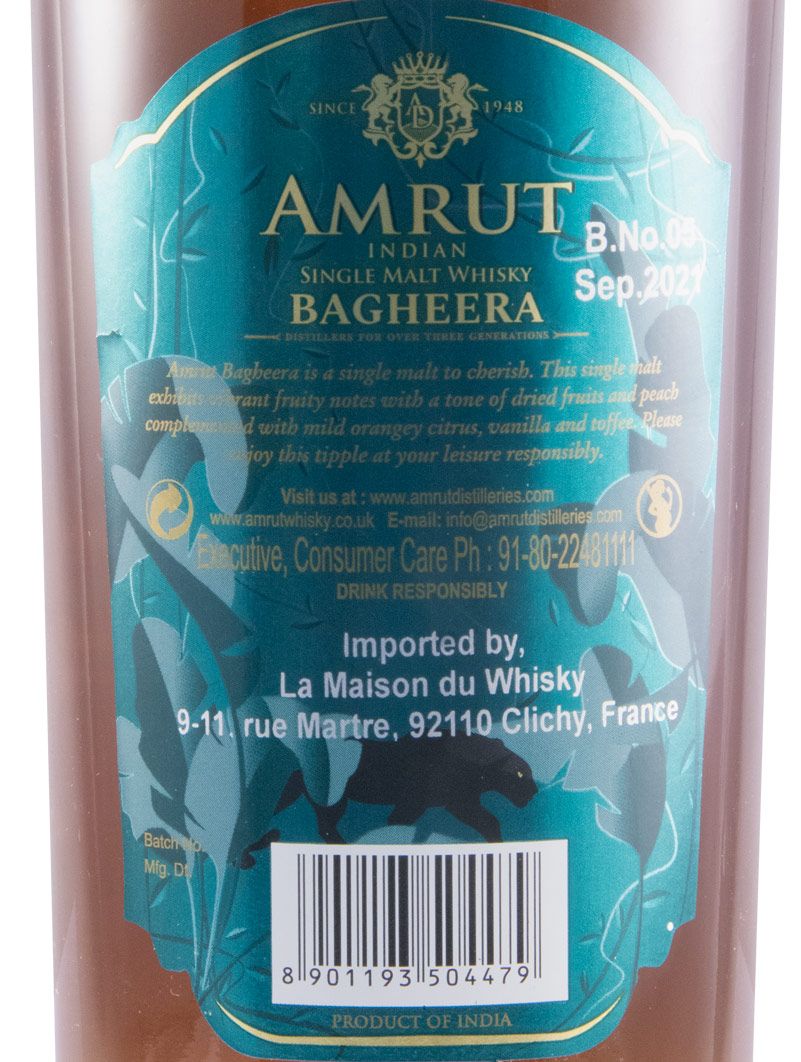 SINCE 1948
AMRUT
INDIAN
SINGLE MALT WHISKY
BAGHEERA
DISTILLERS FOR OVER THREE GENERATIONS
B.No.05
Sep.2021
Amrut Bagheera is a single malt to cherish. This single malt
exhibits vibrant fruity notes with a tone of dried fruits and peach
complemented with mild orangey citrus, vanilla and toffee. Please
enjoy this tipple at your leisure responsibly.
Visit us at : www.amrutdistilleries.com
www.amrutwhisky.co.uk E-mail: info@amrutdistilleries.com
Executive, Consumer Care Ph : 91-80-22481111
DRINK RESPONSIBLY
Imported by,
La Maison du Whisky
9-11, rue Martre, 92110 Clichy, France
Batch No.
Mfg. Dt.
8 901193 504479
PRODUCT OF INDIA